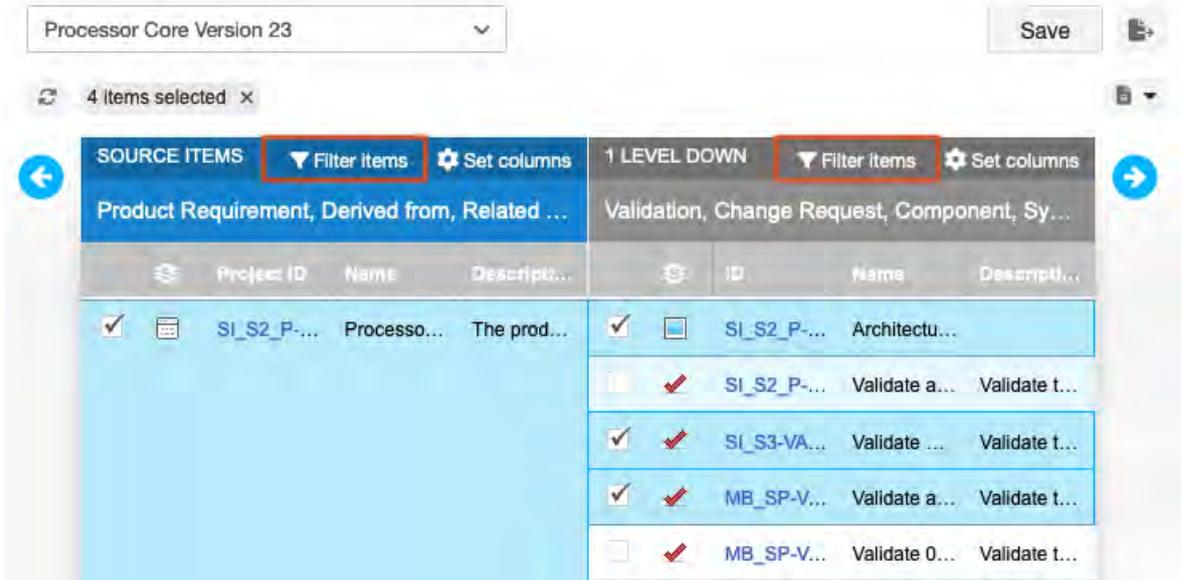 Processor Core Version 23
Save
4 items selected ×
SOURCE ITEMS Filter items Set columns
1 LEVEL DOWN Filter items Set columns
Product Requirement, Derived from, Related ...
Validation, Change Request, Component, Sy...
Project ID Name Descripti...
ID Name Descripti...
SI_S2_P-... Processo... The prod...
SI_S2_P-... Architectu...
SI_S2_P-... Validate a... Validate t...
SI_S3-VA... Validate ... Validate t...
MB_SP-V... Validate a... Validate t...
MB_SP-V... Validate 0... Validate t...